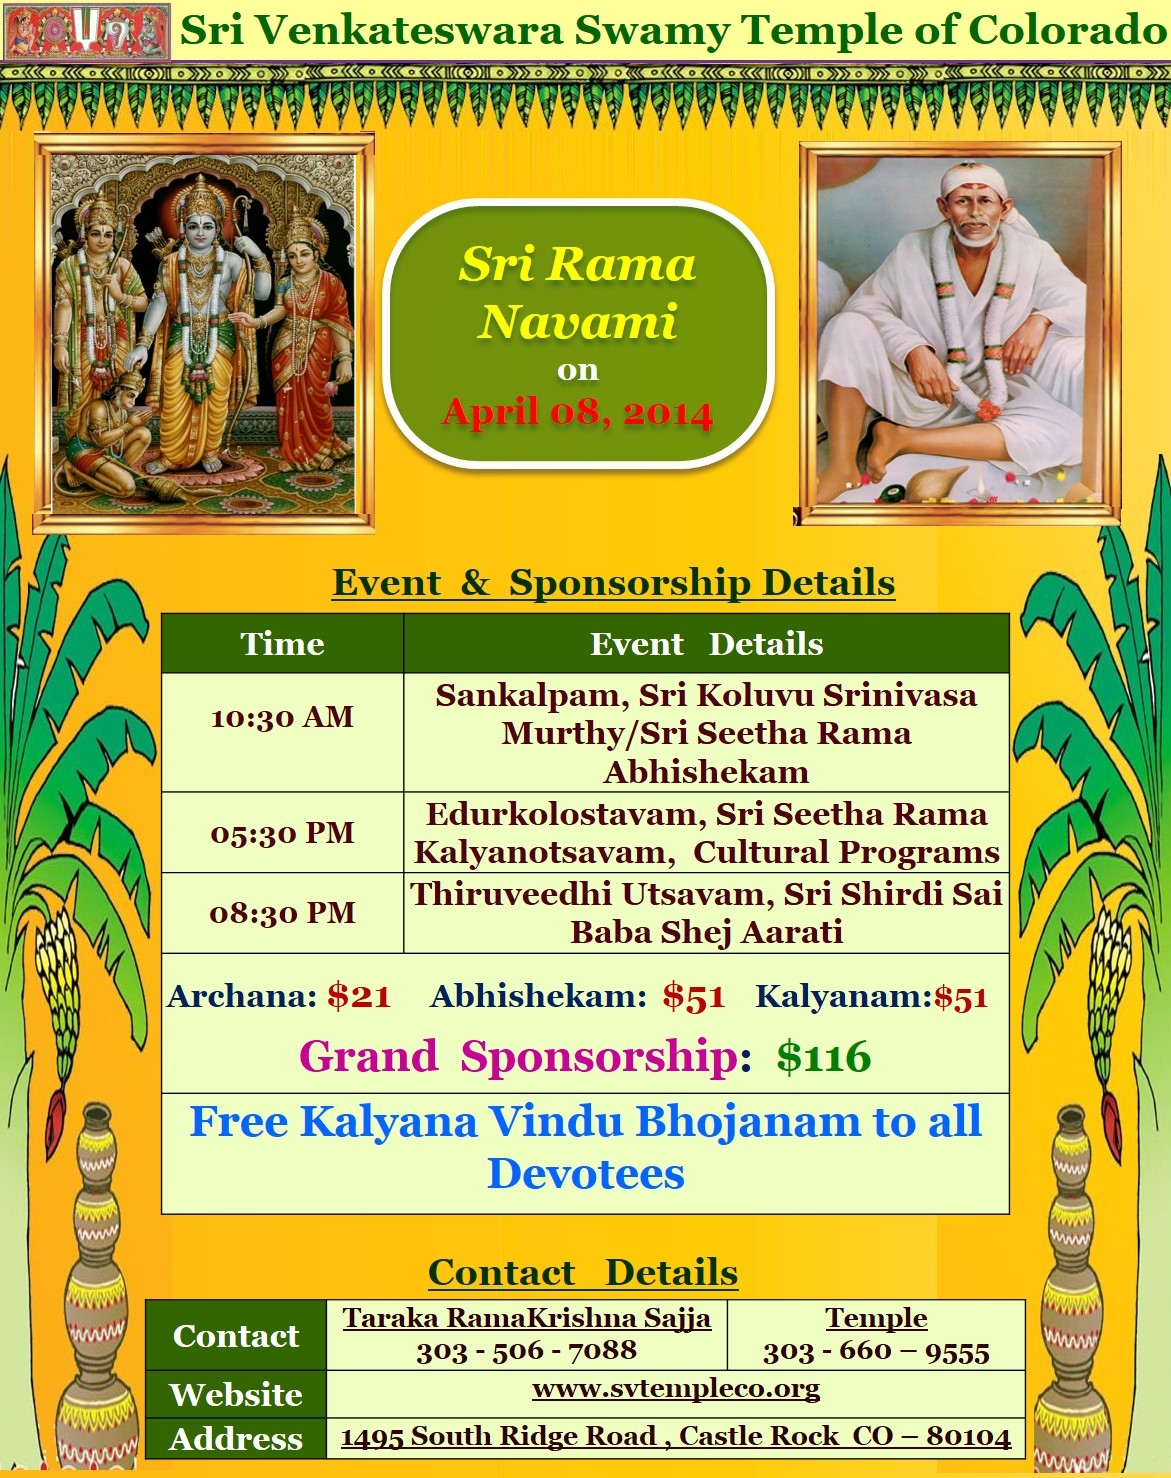 Sri Venkateswara Swamy Temple of Colorado
Sri Rama
Navami
on
April 08, 2014
Event & Sponsorship Details
Time
Event Details
10:30 AM
Sankalpam, Sri Koluvu Srinivasa
Murthy/Sri Seetha Rama
Abhishekam
05:30 PM
Edurkolostavam, Sri Seetha Rama
Kalyanotsavam, Cultural Programs
08:30 PM
Thiruveedhi Utsavam, Sri Shirdi Sai
Baba Shej Aarati
Archana: $21 Abhishekam: $51 Kalyanam:$51
Grand Sponsorship: $116
Free Kalyana Vindu Bhojanam to all
Devotees
Contact Details
Contact
Taraka RamaKrishna Sajja
303 - 506 - 7088
Temple
303 - 660 – 9555
Website
www.svtempleco.org
Address
1495 South Ridge Road , Castle Rock CO – 80104